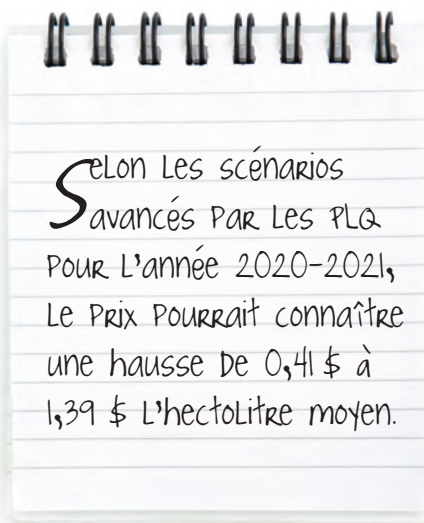 Selon les scénarios
avancés par les PLQ
pour l'année 2020-2021,
le prix pourrait connaître
une hausse de 0,41 $ à
1,39 $ l'hectolitre moyen.